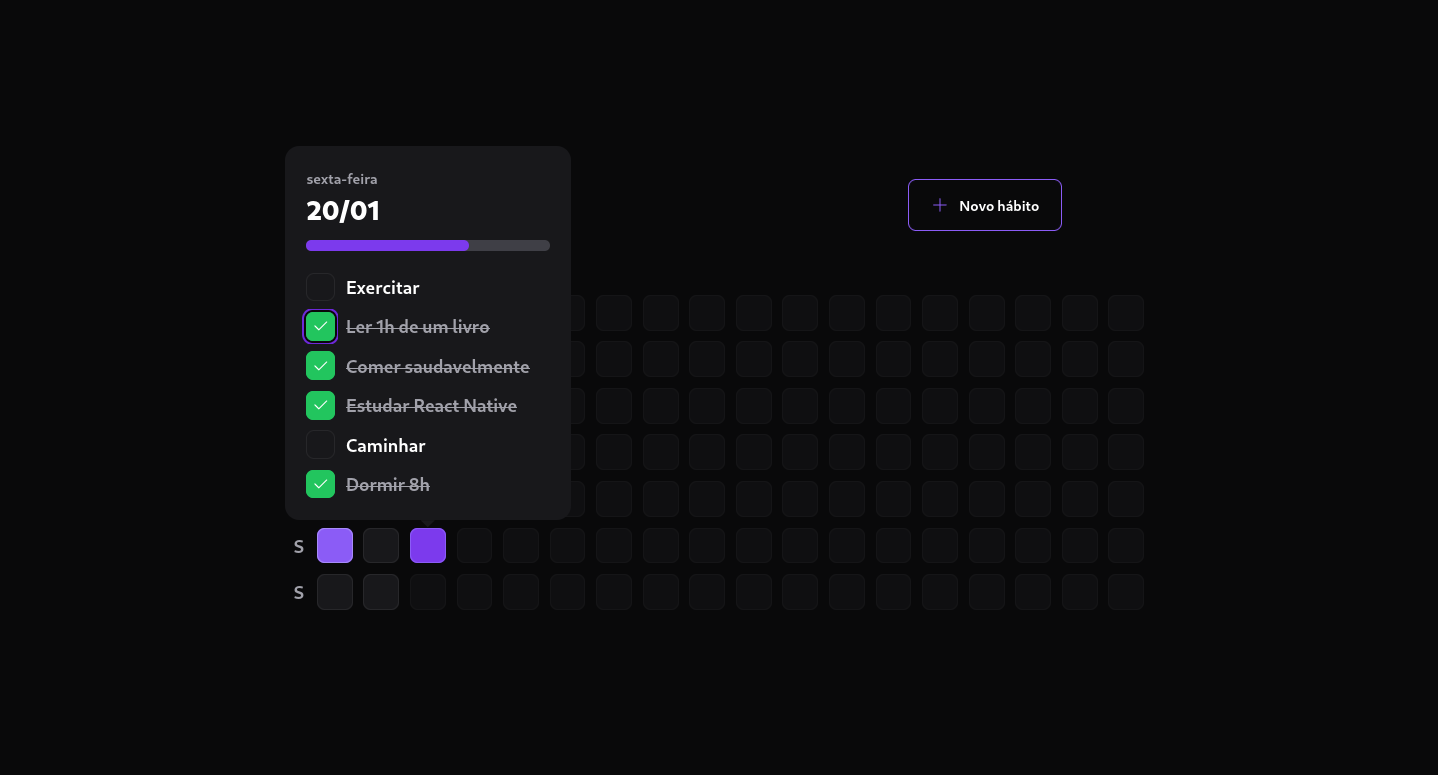 sexta-feira
20/01
Novo hábito
Exercitar
Ler 1h de um livro
Comer saudavelmente
Estudar React Native
Caminhar
Dormir 8h
S
S